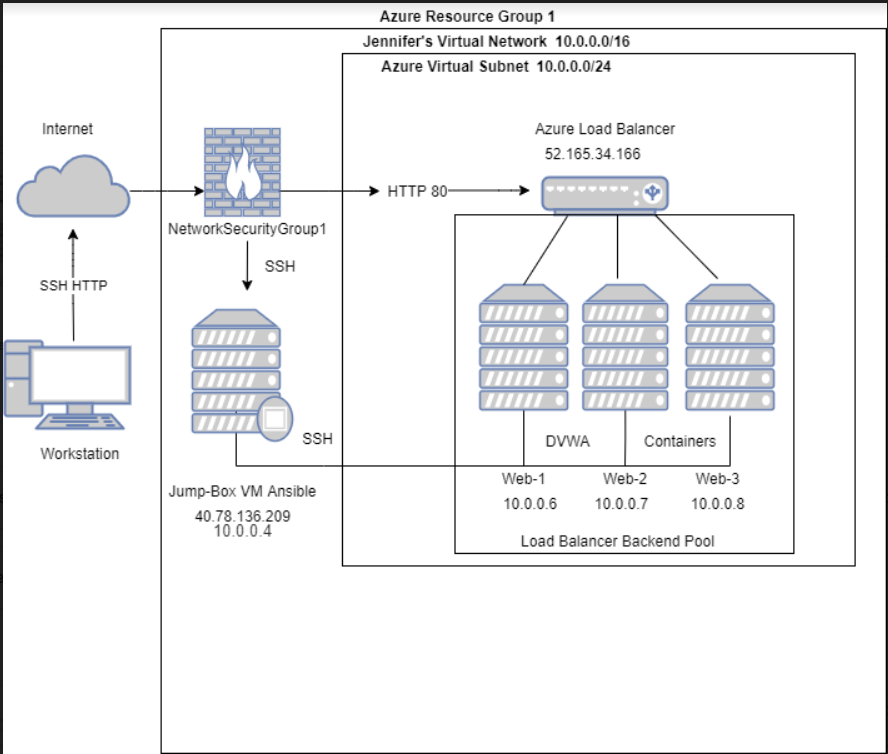 Azure Resource Group 1
Jennifer's Virtual Network 10.0.0.0/16
Azure Virtual Subnet 10.0.0.0/24
Internet
Azure Load Balancer
52.165.34.166
HTTP 80
NetworkSecurityGroup1
SSH
SSH HTTP
Workstation
SSH
DVWA
Containers
Jump-Box VM Ansible
40.78.136.209
10.0.0.4
Web-1
10.0.0.6
Web-2
10.0.0.7
Web-3
10.0.0.8
Load Balancer Backend Pool